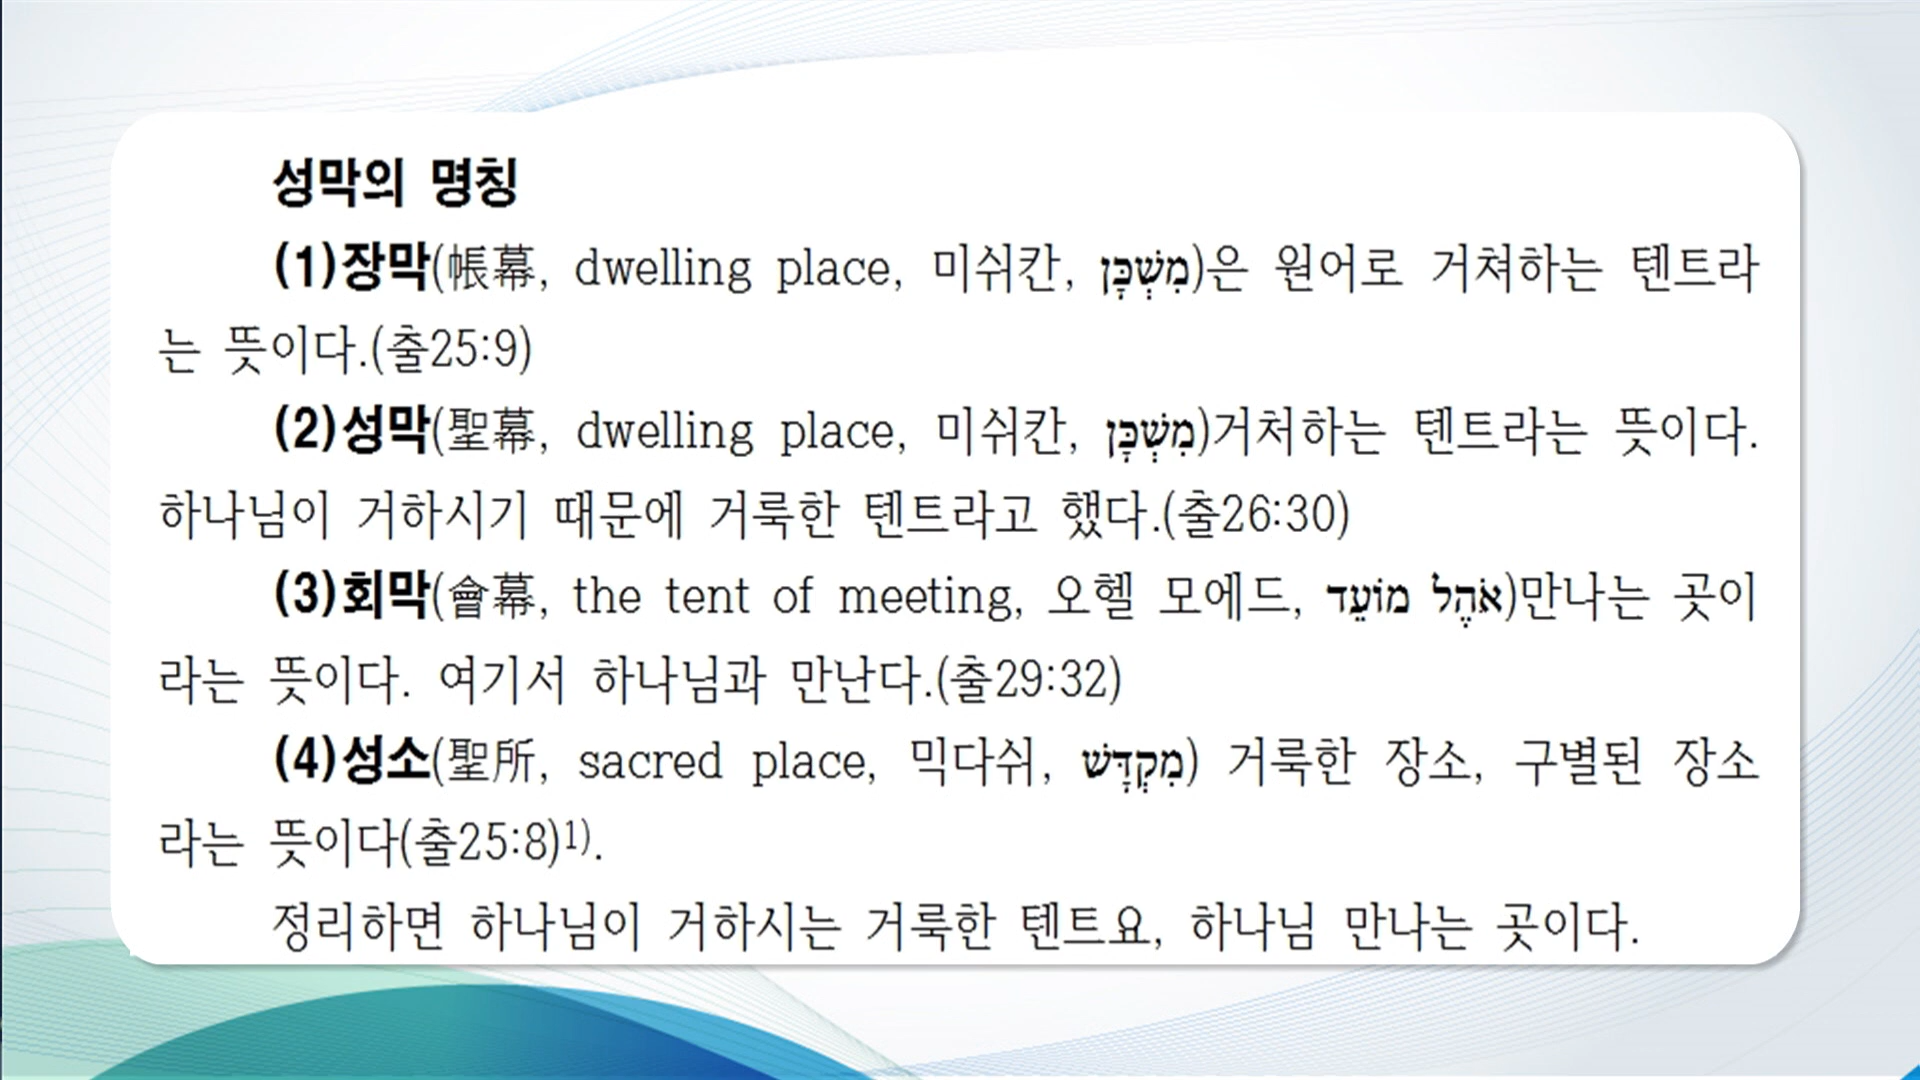 성막의 명칭
(1)장막(帳幕, dwelling place, 미쉬칸, מִשְׁכָּן)은 원어로 거쳐하는 텐트라
는 뜻이다.(출25:9)
(2)성막(聖幕, dwelling place, 미쉬칸, מִשְׁכָּן)거처하는 텐트라는 뜻이다.
하나님이 거하시기 때문에 거룩한 텐트라고 했다.(출26:30)
(3)회막(會幕, the tent of meeting, 오헬 모에드, אֹהֶל מוֹעֵד)만나는 곳이
라는 뜻이다. 여기서 하나님과 만난다.(출29:32)
(4)성소(聖所, sacred place, 믹다쉬, מִקְדָּשׁ) 거룩한 장소, 구별된 장소
라는 뜻이다(출25:8)1).
정리하면 하나님이 거하시는 거룩한 텐트요, 하나님 만나는 곳이다.